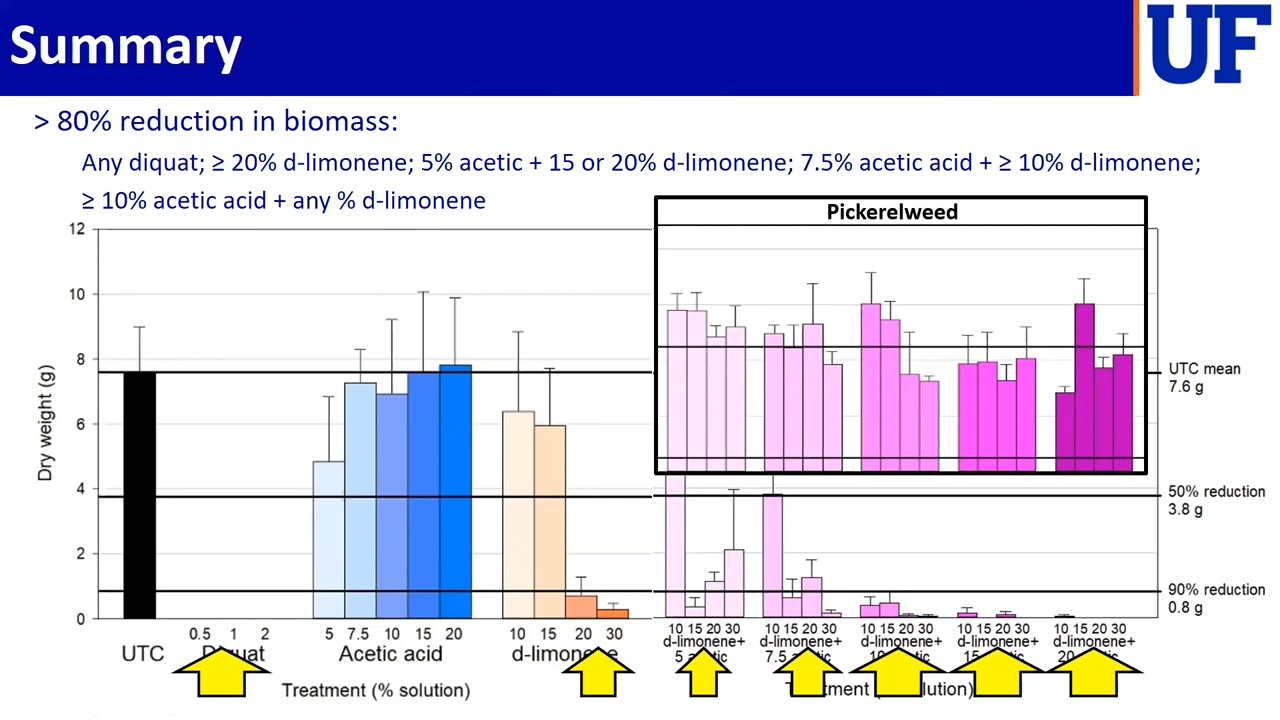 Summary
UF
> 80% reduction in biomass:
Any diquat; ≥ 20% d-limonene; 5% acetic + 15 or 20% d-limonene; 7.5% acetic acid + ≥ 10% d-limonene;
≥ 10% acetic acid + any % d-limonene
Pickerelweed
12
10
8
6
4
2
0
Dry weight (g)
UTC mean
7.6 g
50% reduction
3.8 g
90% reduction
0.8 g
0.5 1 2
5 7.5 10 15 20
10 15 20 30
10 15 20 30
10 15 20 30
10 15 20 30
10 15 20 30
10 15 20 30
UTC
Acetic acid
d-limonene+
d-limonene+
d-limonene+
d-limonene+
d-limonene+
Treatment (% solution)